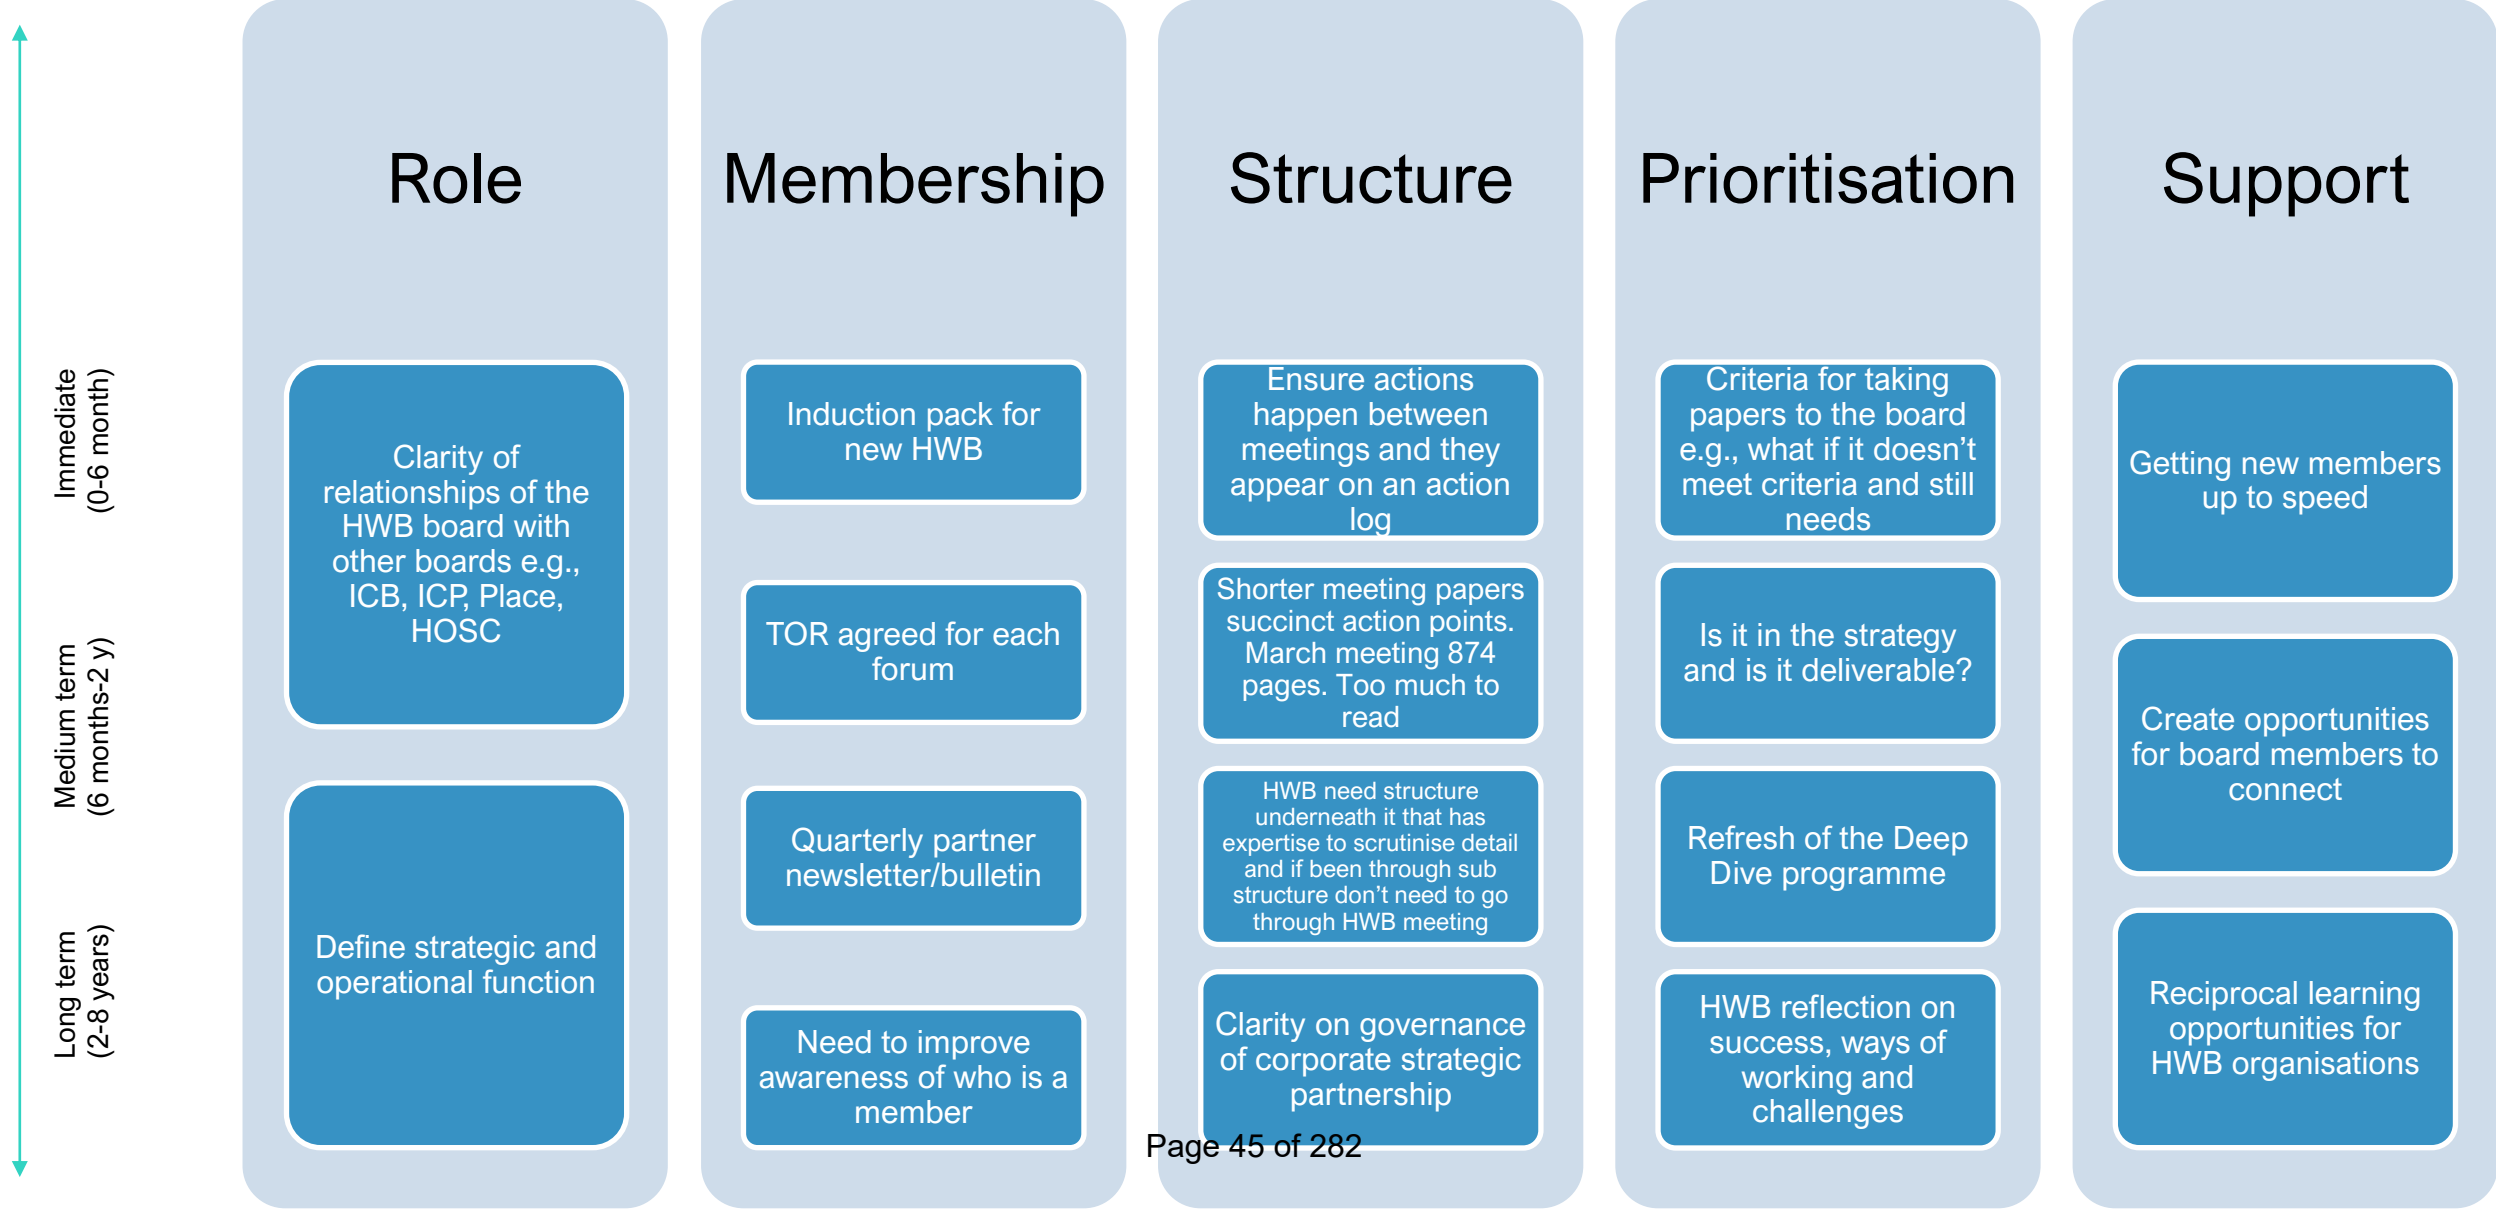 Immediate
(0-6 month)
Medium term
(6 months-2 y)
Long term
(2-8 years)
Role
Clarity of
relationships of the
HWB board with
other boards e.g.,
ICB, ICP, Place,
HOSC
Define strategic and
operational function
Membership
Induction pack for
new HWB
TOR agreed for each
forum
Quarterly partner
newsletter/bulletin
Need to improve
awareness of who is a
member
Structure
Ensure actions
happen between
meetings and they
appear on an action
log
Shorter meeting papers
succinct action points.
March meeting 874
pages. Too much to
read
HWB need structure
underneath it that has
expertise to scrutinise detail
and if been through sub
structure don’t need to go
through HWB meeting
Clarity on governance
of corporate strategic
partnership
Prioritisation
Criteria for taking
papers to the board
e.g., what if it doesn’t
meet criteria and still
needs
Is it in the strategy
and is it deliverable?
Refresh of the Deep
Dive programme
HWB reflection on
success, ways of
working and
challenges
Support
Getting new members
up to speed
Create opportunities
for board members to
connect
Reciprocal learning
opportunities for
HWB organisations
Page 45 of 282